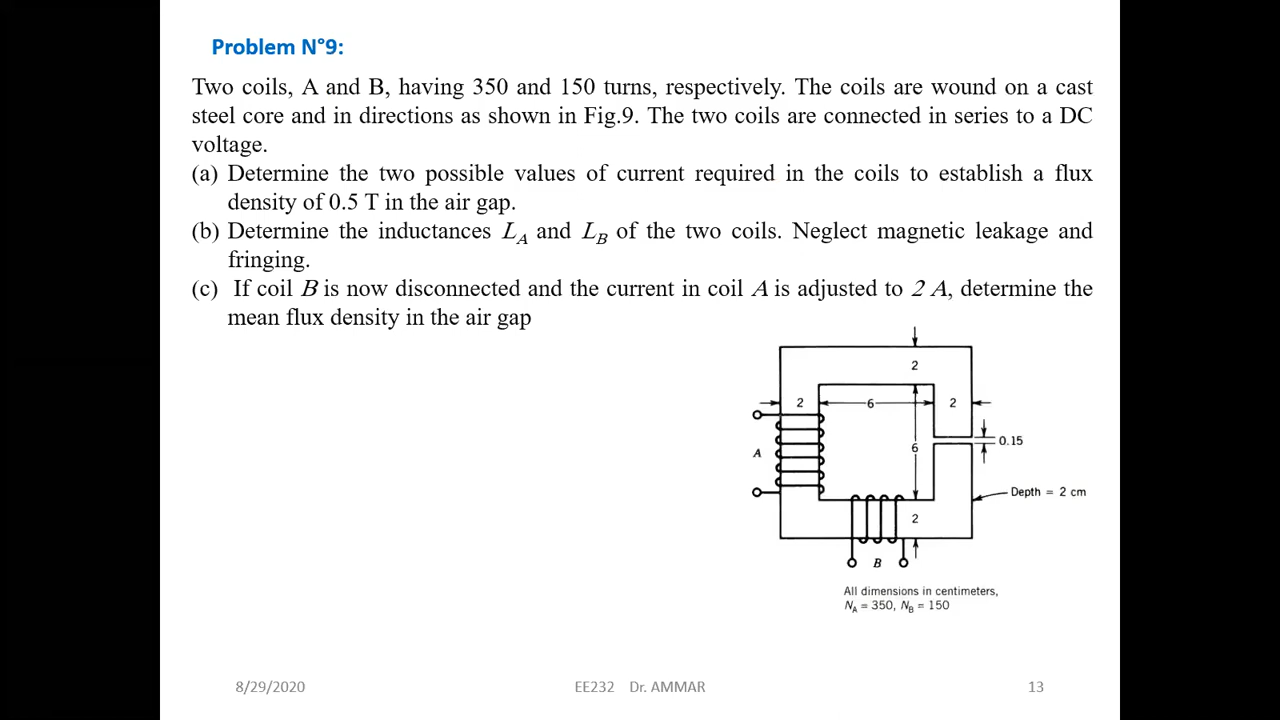 Problem N°9:
Two coils, A and B, having 350 and 150 turns, respectively. The coils are wound on a cast
steel core and in directions as shown in Fig.9. The two coils are connected in series to a DC
voltage.
(a) Determine the two possible values of current required in the coils to establish a flux
density of 0.5 T in the air gap.
(b) Determine the inductances L_A and L_B of the two coils. Neglect magnetic leakage and
fringing.
(c) If coil B is now disconnected and the current in coil A is adjusted to 2 A, determine the
mean flux density in the air gap
2
2
6
2
0.15
A
6
Depth = 2 cm
2
B
All dimensions in centimeters,
N_A = 350, N_B = 150
8/29/2020
EE232 Dr. AMMAR
13